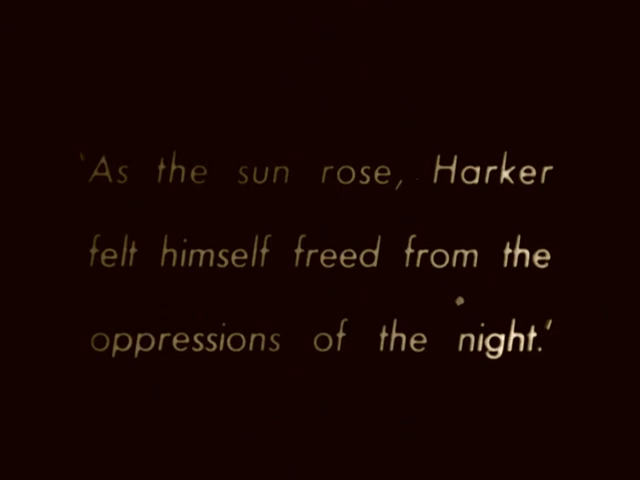 'As the sun rose, Harker
felt himself freed from the
oppressions of the night.'